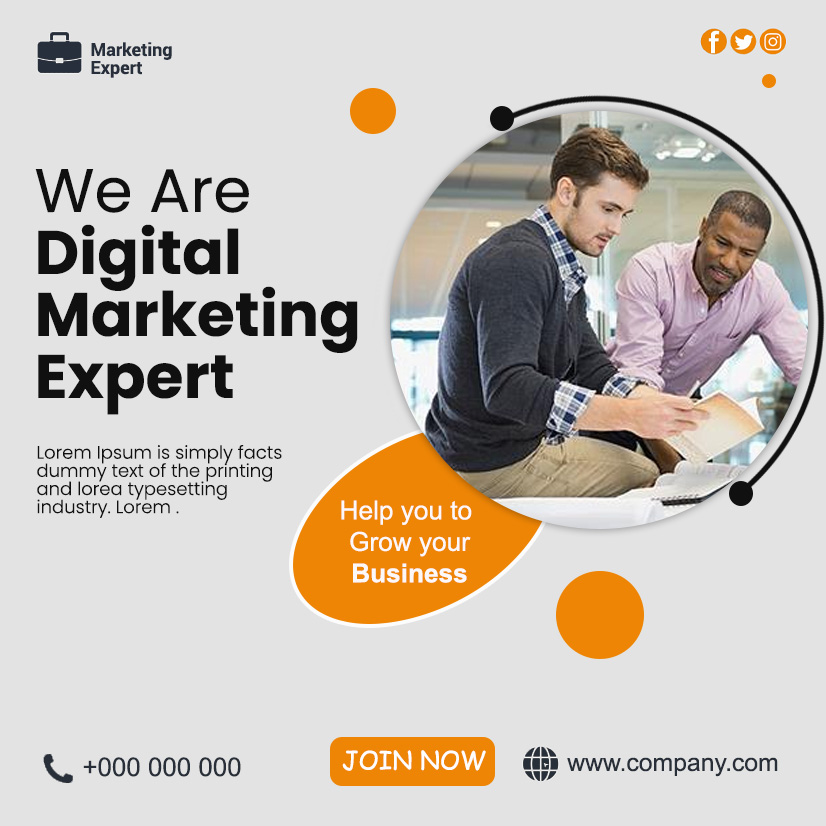 Marketing
Expert
We Are
Digital
Marketing
Expert
Lorem Ipsum is simply facts
dummy text of the printing
and lorea typesetting
industry. Lorem .
Help you to
Grow your
Business
+000 000 000
JOIN NOW
www.company.com